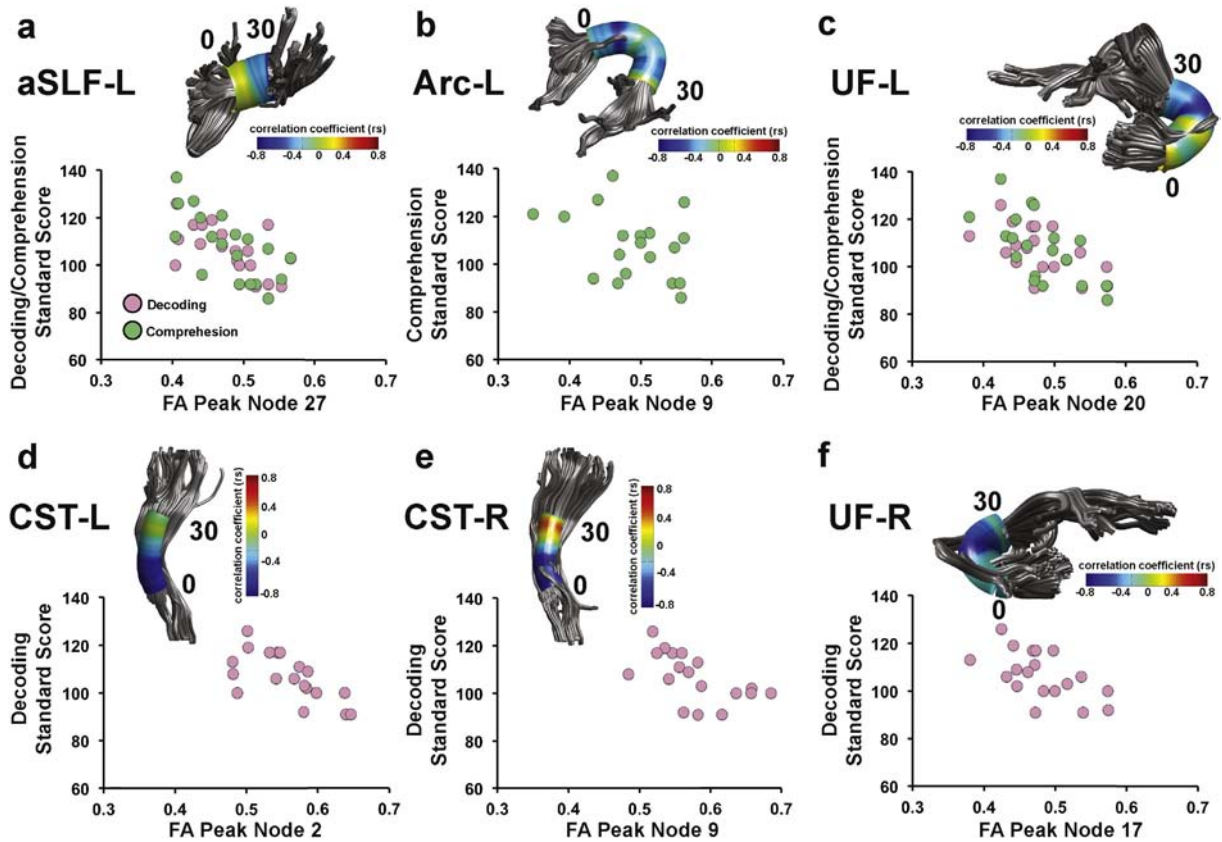 a
aSLF-L
0
30
correlation coefficient (rs)
-0.8 -0.4 0 0.4 0.8
Decoding/Comprehension
Standard Score
140
120
100
80
60
Decoding
Comprehesion
0.3 0.4 0.5 0.6 0.7
FA Peak Node 27
b
Arc-L
0
30
correlation coefficient (rs)
-0.8 -0.4 0 0.4 0.8
Comprehension
Standard Score
140
120
100
80
60
0.3 0.4 0.5 0.6 0.7
FA Peak Node 9
c
UF-L
30
0
correlation coefficient (rs)
-0.8 -0.4 0 0.4 0.8
Decoding/Comprehension
Standard Score
140
120
100
80
60
0.3 0.4 0.5 0.6 0.7
FA Peak Node 20
d
CST-L
30
0
correlation coefficient (rs)
0.8
0.4
0
-0.4
-0.8
Decoding
Standard Score
140
120
100
80
60
0.3 0.4 0.5 0.6 0.7
FA Peak Node 2
e
CST-R
30
0
correlation coefficient (rs)
0.8
0.4
0
-0.4
-0.8
Decoding
Standard Score
140
120
100
80
60
0.3 0.4 0.5 0.6 0.7
FA Peak Node 9
f
UF-R
30
0
correlation coefficient (rs)
-0.8 -0.4 0 0.4 0.8
Decoding
Standard Score
140
120
100
80
60
0.3 0.4 0.5 0.6 0.7
FA Peak Node 17